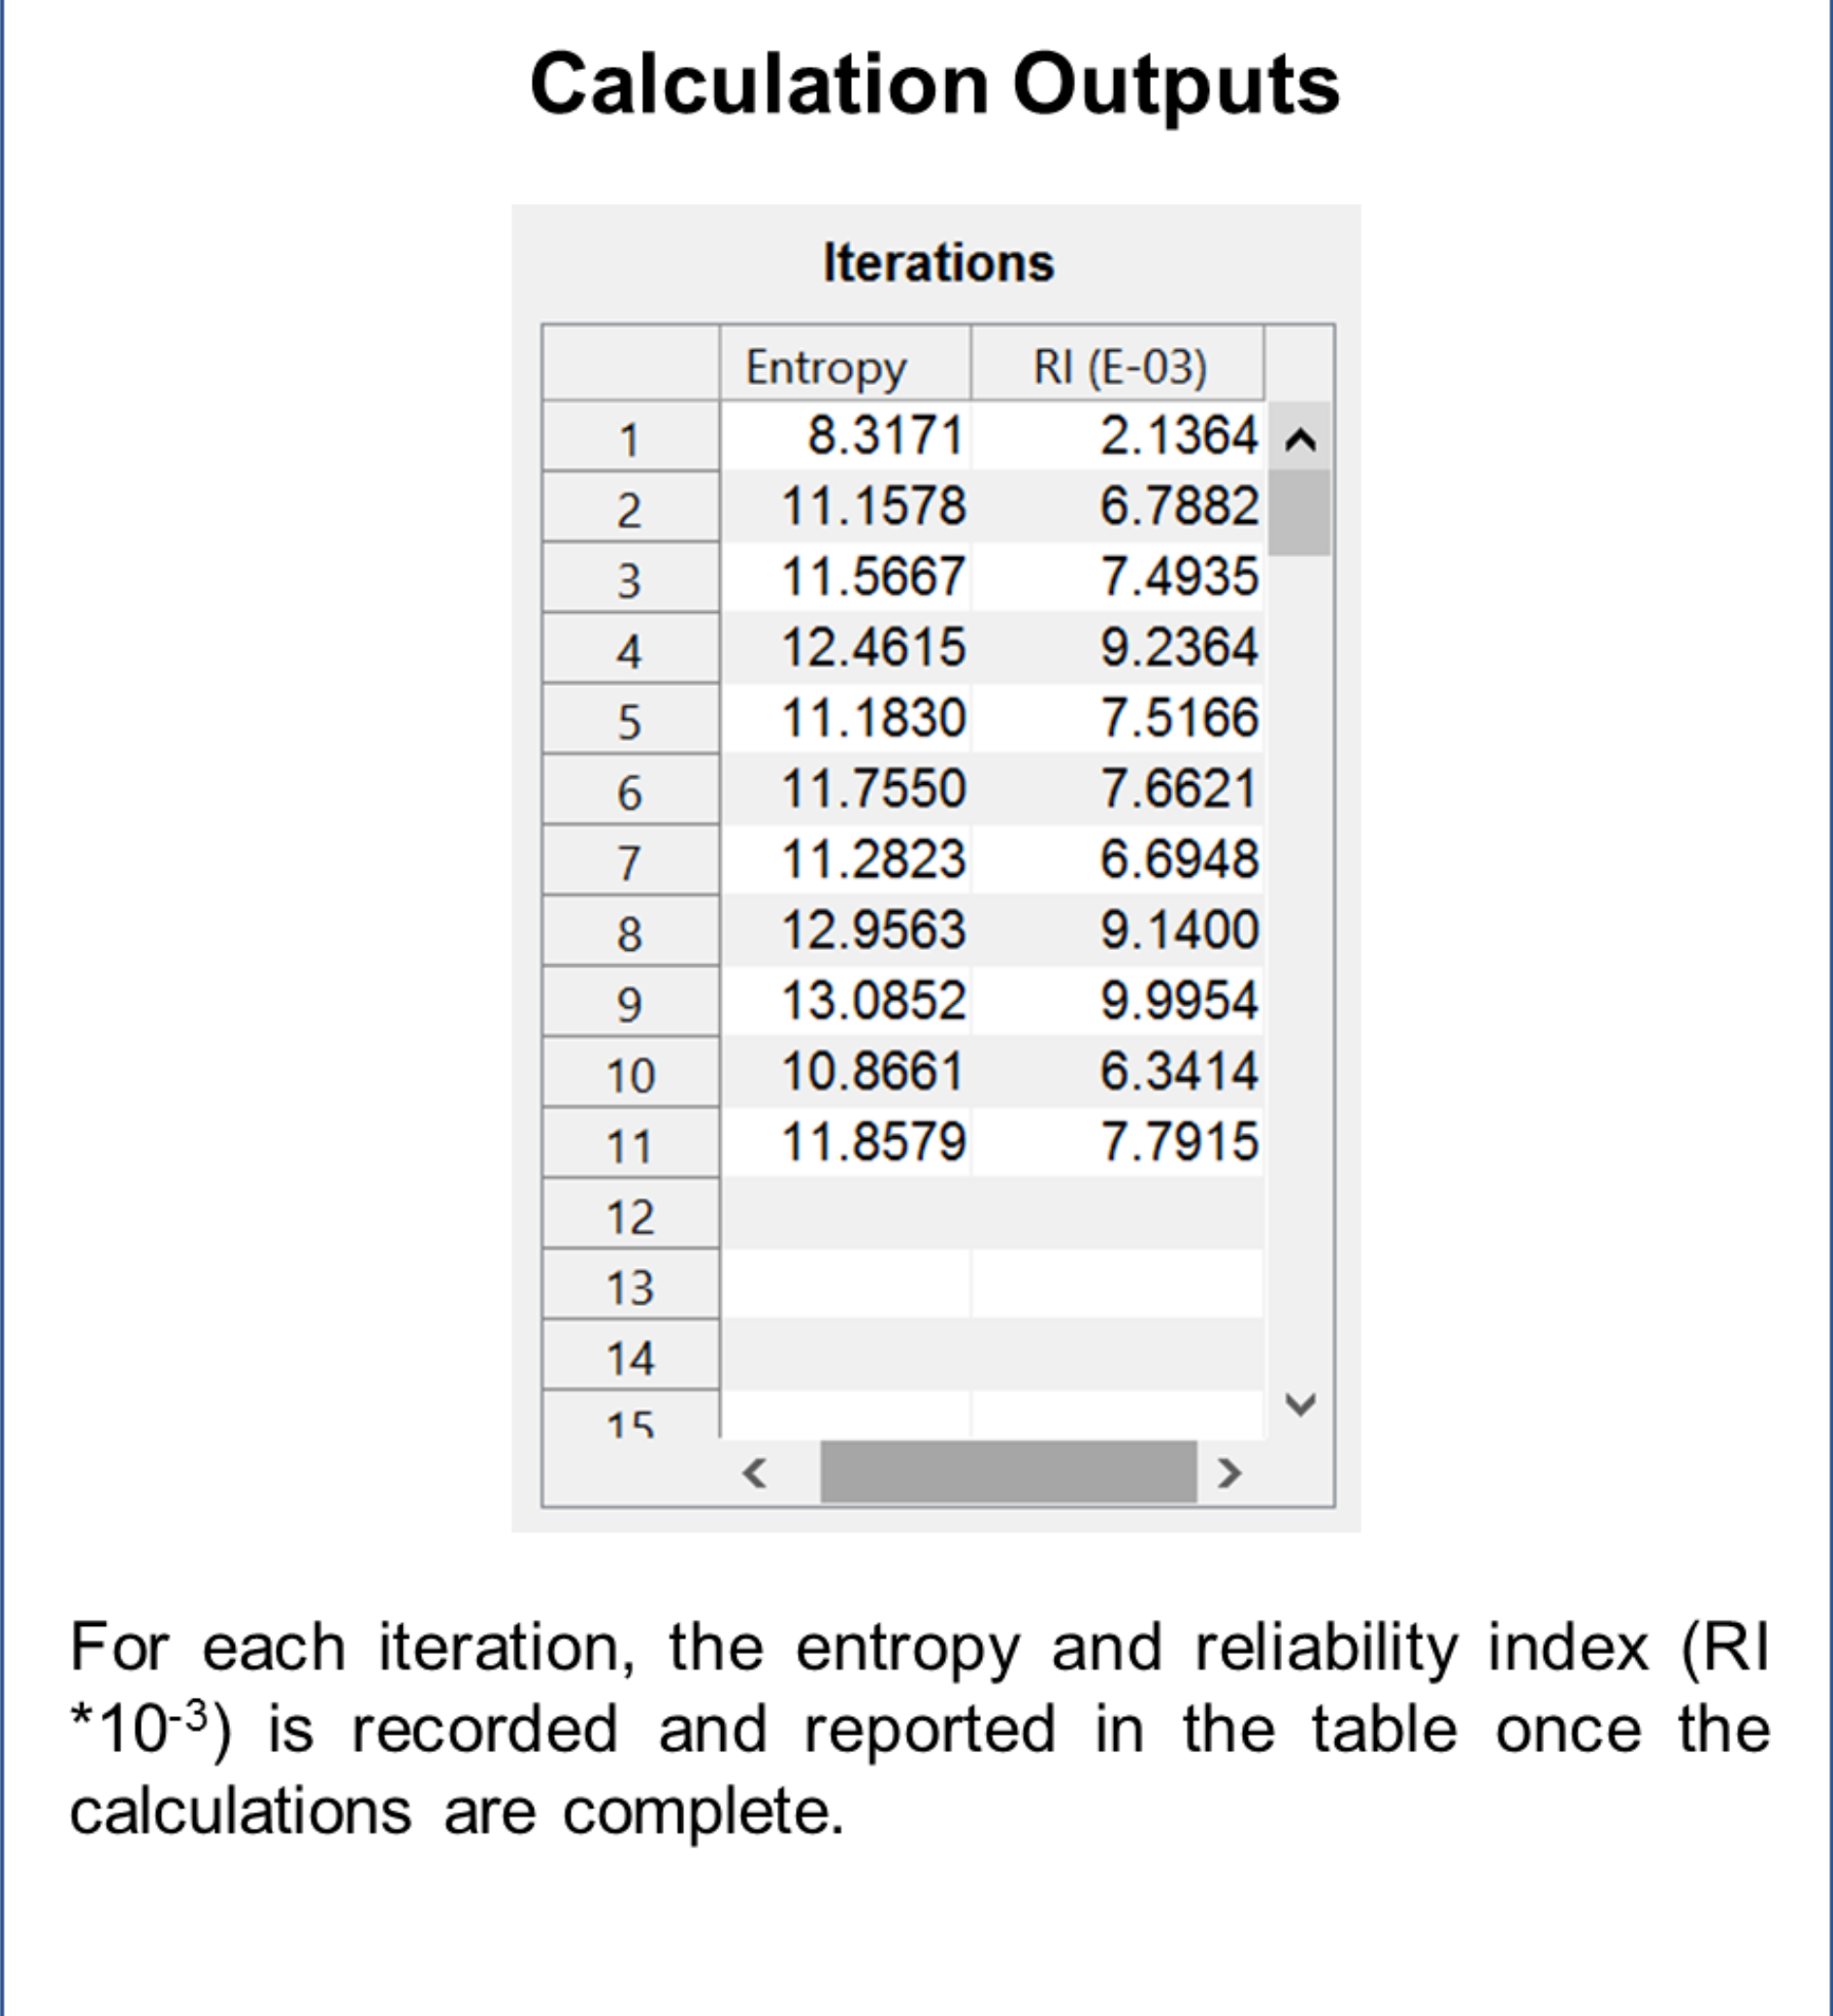 Calculation Outputs
Iterations
Entropy RI (E-03)
1 8.3171 2.1364
2 11.1578 6.7882
3 11.5667 7.4935
4 12.4615 9.2364
5 11.1830 7.5166
6 11.7550 7.6621
7 11.2823 6.6948
8 12.9563 9.1400
9 13.0852 9.9954
10 10.8661 6.3414
11 11.8579 7.7915
12
13
14
15
For each iteration, the entropy and reliability index (RI
*10⁻³) is recorded and reported in the table once the
calculations are complete.